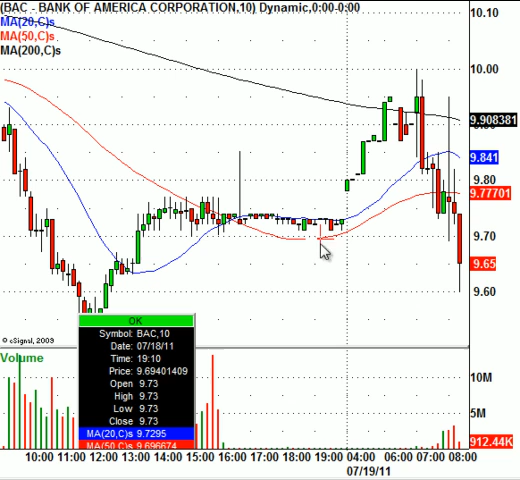 (BAC - BANK OF AMERICA CORPORATION,10) Dynamic,0:00-0:00
MA(20,C)s
MA(50,C)s
MA(200,C)s
10.10
10.00
9.908381
9.841
9.80
9.77701
9.70
9.65
9.60
© eSignal, 2009
OK
Symbol: BAC,10
Date: 07/18/11
Time: 19:10
Price: 9.69401409
Open 9.73
High 9.73
Low 9.73
Close 9.73
MA(20,C)s 9.7295
MA(50,C)s 9.696674
Volume
10M
5M
912.44K
10:00 11:00 12:00 13:00 14:00 15:00 16:00 17:00 18:00 19:00 04:00 06:00 07:00 08:00
07/19/11